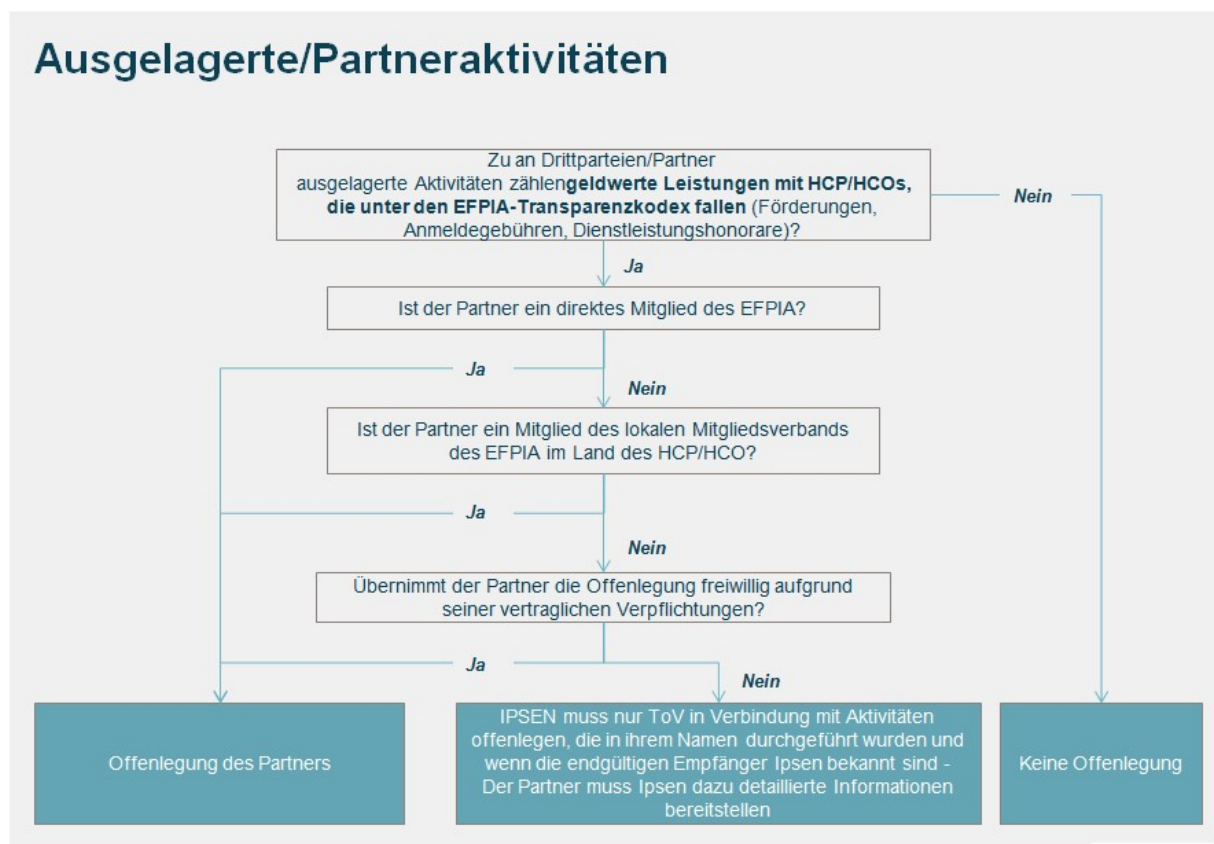 Ausgelagerte/Partneraktivitäten
Zu an Drittparteien/Partner
ausgelagerte Aktivitäten zählengeldwerte Leistungen mit HCP/HCOs,
die unter den EFPIA-Transparenzkodex fallen (Förderungen,
Anmeldegebühren, Dienstleistungshonorare)?
Nein
Ja
Ist der Partner ein direktes Mitglied des EFPIA?
Ja
Nein
Ist der Partner ein Mitglied des lokalen Mitgliedsverbands
des EFPIA im Land des HCP/HCO?
Ja
Nein
Übernimmt der Partner die Offenlegung freiwillig aufgrund
seiner vertraglichen Verpflichtungen?
Ja
Nein
Offenlegung des Partners
IPSEN muss nur ToV in Verbindung mit Aktivitäten
offenlegen, die in ihrem Namen durchgeführt wurden und
wenn die endgültigen Empfänger Ipsen bekannt sind -
Der Partner muss Ipsen dazu detaillierte Informationen
bereitstellen
Keine Offenlegung